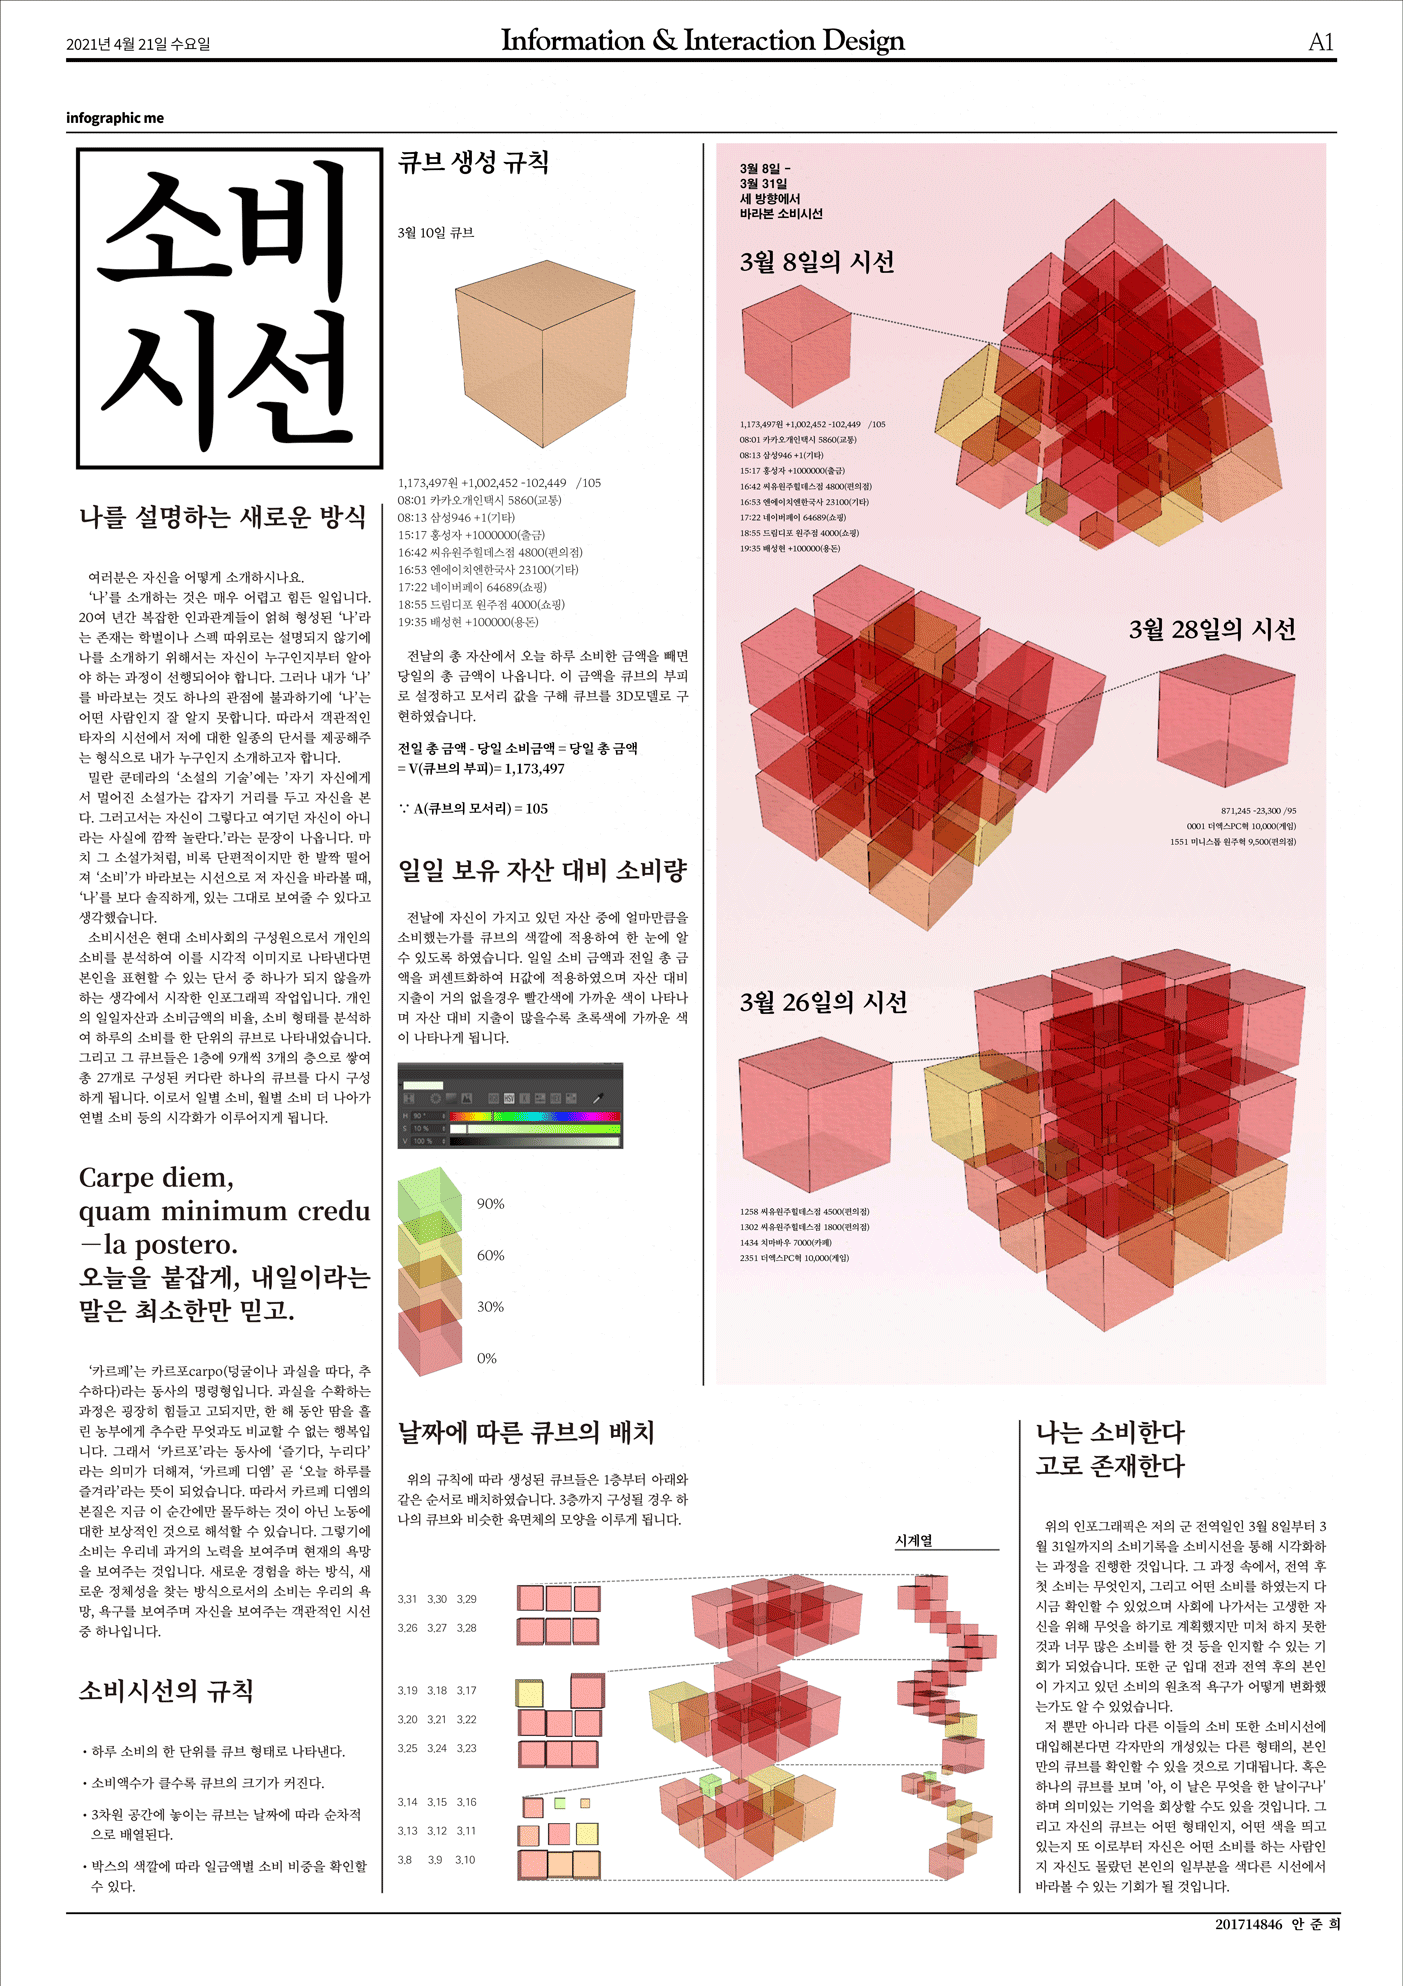 2021년 4월 21일 수요일
Information & Interaction Design
A1
infographic me
소비
시선
나를 설명하는 새로운 방식
여러분은 자신을 어떻게 소개하시나요.
‘나’를 소개하는 것은 매우 어렵고 힘든 일입니다.
20여 년간 복잡한 인과관계들이 얽혀 형성된 ‘나’라
는 존재는 학벌이나 스펙 따위로는 설명되지 않기에
나를 소개하기 위해서는 자신이 누구인지부터 알아
야 하는 과정이 선행되어야 합니다. 그러나 내가 ‘나’
를 바라보는 것도 하나의 관점에 불과하기에 ‘나’는
어떤 사람인지 잘 알지 못합니다. 따라서 객관적인
타자의 시선에서 저에 대한 일종의 단서를 제공해주
는 형식으로 내가 누구인지 소개하고자 합니다.
밀란 쿤데라의 ‘소설의 기술’에는 ’자기 자신에게
서 멀어진 소설가는 갑자기 거리를 두고 자신을 본
다. 그러고서는 자신이 그렇다고 여기던 자신이 아니
라는 사실에 깜짝 놀란다.’라는 문장이 나옵니다. 마
치 그 소설가처럼, 비록 단편적이지만 한 발짝 떨어
져 ‘소비’가 바라보는 시선으로 저 자신을 바라볼 때,
‘나’를 보다 솔직하게, 있는 그대로 보여줄 수 있다고
생각했습니다.
소비시선은 현대 소비사회의 구성원으로서 개인의
소비를 분석하여 이를 시각적 이미지로 나타낸다면
본인을 표현할 수 있는 단서 중 하나가 되지 않을까
하는 생각에서 시작한 인포그래픽 작업입니다. 개인
의 일일자산과 소비금액의 비율, 소비 형태를 분석하
여 하루의 소비를 한 단위의 큐브로 나타내었습니다.
그리고 그 큐브들은 1층에 9개씩 3개의 층으로 쌓여
총 27개로 구성된 커다란 하나의 큐브를 다시 구성
하게 됩니다. 이로서 일별 소비, 월별 소비 더 나아가
연별 소비 등의 시각화가 이루어지게 됩니다.
Carpe diem,
quam minimum credu
—la postero.
오늘을 붙잡게, 내일이라는
말은 최소한만 믿고.
‘카르페’는 카르포carpo(덩굴이나 과실을 따다, 추
수하다)라는 동사의 명령형입니다. 과실을 수확하는
과정은 굉장히 힘들고 고되지만, 한 해 동안 땀을 흘
린 농부에게 추수란 무엇과도 비교할 수 없는 행복입
니다. 그래서 ‘카르포’라는 동사에 ‘즐기다, 누리다’
라는 의미가 더해져, ‘카르페 디엠’ 곧 ‘오늘 하루를
즐겨라’라는 뜻이 되었습니다. 따라서 카르페 디엠의
본질은 지금 이 순간에만 몰두하는 것이 아닌 노동에
대한 보상적인 것으로 해석할 수 있습니다. 그렇기에
소비는 우리네 과거의 노력을 보여주며 현재의 욕망
을 보여주는 것입니다. 새로운 경험을 하는 방식, 새
로운 정체성을 찾는 방식으로서의 소비는 우리의 욕
망, 욕구를 보여주며 자신을 보여주는 객관적인 시선
중 하나입니다.
소비시선의 규칙
• 하루 소비의 한 단위를 큐브 형태로 나타낸다.
• 소비액수가 클수록 큐브의 크기가 커진다.
• 3차원 공간에 놓이는 큐브는 날짜에 따라 순차적
으로 배열된다.
• 박스의 색깔에 따라 일금액별 소비 비중을 확인할
수 있다.
큐브 생성 규칙
3월 10일 큐브
1,173,497원 +1,002,452 -102,449 /105
08:01 카카오개인택시 5860(교통)
08:13 삼성946 +1(기타)
15:17 홍성자 +1000000(출금)
16:42 씨유원주힐데스점 4800(편의점)
16:53 엔에이치엔한국사 23100(기타)
17:22 네이버페이 64689(쇼핑)
18:55 드림디포 원주점 4000(쇼핑)
19:35 배성현 +100000(용돈)
전날의 총 자산에서 오늘 하루 소비한 금액을 빼면
당일의 총 금액이 나옵니다. 이 금액을 큐브의 부피
로 설정하고 모서리 값을 구해 큐브를 3D모델로 구
현하였습니다.
전일 총 금액 - 당일 소비금액 = 당일 총 금액
= V(큐브의 부피)= 1,173,497
∵ A(큐브의 모서리) = 105
일일 보유 자산 대비 소비량
전날에 자신이 가지고 있던 자산 중에 얼마만큼을
소비했는가를 큐브의 색깔에 적용하여 한 눈에 알
수 있도록 하였습니다. 일일 소비 금액과 전일 총 금
액을 퍼센트화하여 H값에 적용하였으며 자산 대비
지출이 거의 없을경우 빨간색에 가까운 색이 나타나
며 자산 대비 지출이 많을수록 초록색에 가까운 색
이 나타나게 됩니다.
H 90 °
S 10 %
V 100 %
90%
60%
30%
0%
3월 8일 -
3월 31일
세 방향에서
바라본 소비시선
3월 8일의 시선
1,173,497원 +1,002,452 -102,449 /105
08:01 카카오개인택시 5860(교통)
08:13 삼성946 +1(기타)
15:17 홍성자 +1000000(출금)
16:42 씨유원주힐데스점 4800(편의점)
16:53 엔에이치엔한국사 23100(기타)
17:22 네이버페이 64689(쇼핑)
18:55 드림디포 원주점 4000(쇼핑)
19:35 배성현 +100000(용돈)
3월 28일의 시선
871,245 -23,300 /95
0001 더엑스PC혁 10,000(게임)
1551 미니스톱 원주혁 9,500(편의점)
3월 26일의 시선
1258 씨유원주힐데스점 4500(편의점)
1302 씨유원주힐데스점 1800(편의점)
1434 치마바우 7000(카페)
2351 더엑스PC혁 10,000(게임)
날짜에 따른 큐브의 배치
위의 규칙에 따라 생성된 큐브들은 1층부터 아래와
같은 순서로 배치하였습니다. 3층까지 구성될 경우 하
나의 큐브와 비슷한 육면체의 모양을 이루게 됩니다.
시계열
3,31 3,30 3,29
3,26 3,27 3,28
3,19 3,18 3,17
3,20 3,21 3,22
3,25 3,24 3,23
3,14 3,15 3,16
3,13 3,12 3,11
3,8 3,9 3,10
나는 소비한다
고로 존재한다
위의 인포그래픽은 저의 군 전역일인 3월 8일부터 3
월 31일까지의 소비기록을 소비시선을 통해 시각화하
는 과정을 진행한 것입니다. 그 과정 속에서, 전역 후
첫 소비는 무엇인지, 그리고 어떤 소비를 하였는지 다
시금 확인할 수 있었으며 사회에 나가서는 고생한 자
신을 위해 무엇을 하기로 계획했지만 미처 하지 못한
것과 너무 많은 소비를 한 것 등을 인지할 수 있는 기
회가 되었습니다. 또한 군 입대 전과 전역 후의 본인
이 가지고 있던 소비의 원초적 욕구가 어떻게 변화했
는가도 알 수 있었습니다.
저 뿐만 아니라 다른 이들의 소비 또한 소비시선에
대입해본다면 각자만의 개성있는 다른 형태의, 본인
만의 큐브를 확인할 수 있을 것으로 기대됩니다. 혹은
하나의 큐브를 보며 '아, 이 날은 무엇을 한 날이구나'
하며 의미있는 기억을 회상할 수도 있을 것입니다. 그
리고 자신의 큐브는 어떤 형태인지, 어떤 색을 띄고
있는지 또 이로부터 자신은 어떤 소비를 하는 사람인
지 자신도 몰랐던 본인의 일부분을 색다른 시선에서
바라볼 수 있는 기회가 될 것입니다.
201714846 안 준 희